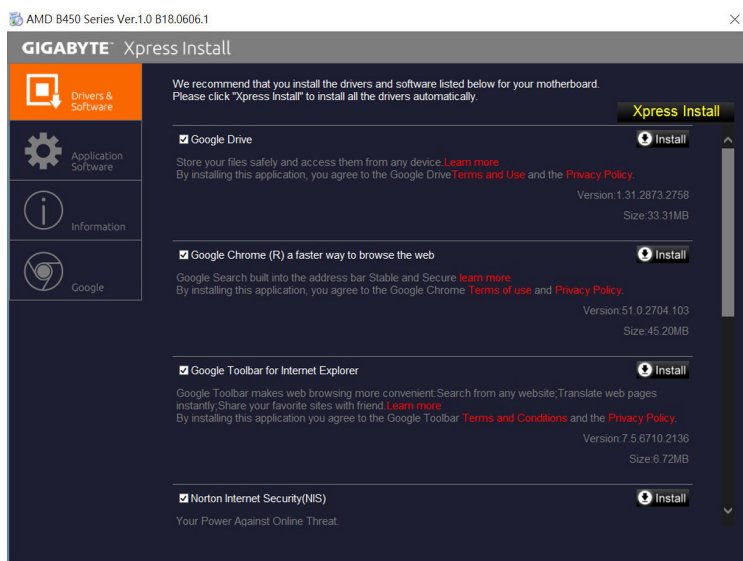 AMD B450 Series Ver.1.0 B18.0606.1
GIGABYTE™ Xpress Install
Drivers &
Software
Application
Software
Information
Google
We recommend that you install the drivers and software listed below for your motherboard.
Please click "Xpress Install" to install all the drivers automatically.
Xpress Install
Google Drive
Install
Store your files safely and access them from any device.Learn more
By installing this application, you agree to the Google DriveTerms and Use and the Privacy Policy.
Version:1.31.2873.2758
Size:33.31MB
Google Chrome (R) a faster way to browse the web
Install
Google Search built into the address bar Stable and Secure learn more
By installing this application, you agree to the Google Chrome Terms of use and Privacy Policy.
Version:51.0.2704.103
Size:45.20MB
Google Toolbar for Internet Explorer
Install
Google Toolbar makes web browsing more convenient:Search from any website;Translate web pages
instantly;Share your favorite sites with friend.Learn more
By installing this application you agree to the Google Toolbar Terms and Conditions and the Privacy Policy.
Version:7.5.6710.2136
Size:6.72MB
Norton Internet Security(NIS)
Install
Your Power Against Online Threat.